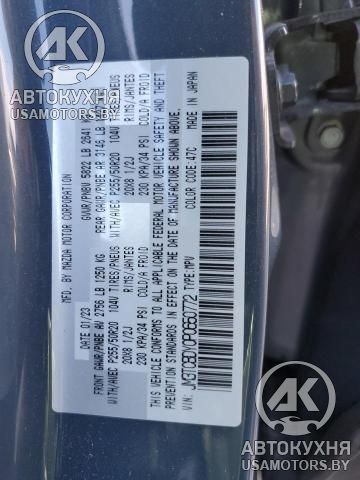 АВТОКУХНЯ
USAMOTORS.BY
MFD. BY MAZDA MOTOR CORPORATION
DATE: 01/23
GVWR/PNBV 5822 LB 2641
FRONT GAWR/PNBE AV 2756 LB 1250 KG
REAR GAWR/PNBE AR 3146 LB
WITH/AVEC P255/50R20 104V TIRES/PNEUS
WITH/AVEC P255/50R20 104V TIRES/PNEUS
20X8 1/2J RIMS/JANTES
20X8 1/2J RIMS/JANTES
230 KPA/34 PSI COLD/A FROID
230 KPA/34 PSI COLD/A FROID
THIS VEHICLE CONFORMS TO ALL APPLICABLE FEDERAL MOTOR VEHICLE SAFETY AND THEFT
PREVENTION STANDARDS IN EFFECT ON THE DATE OF MANUFACTURE SHOWN ABOVE.
TYPE: MPV COLOR CODE: 47C MADE IN JAPAN
VIN:
АВТОКУХНЯ
USAMOTORS.BY